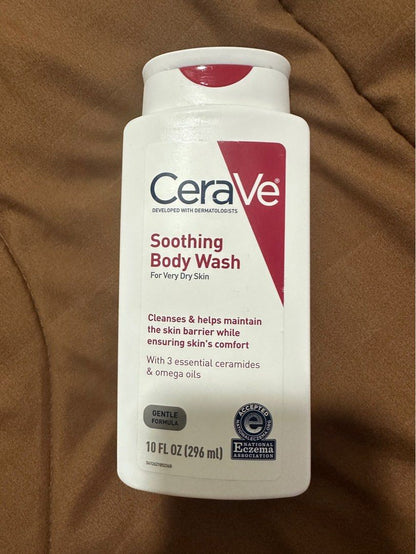 CeraVe®
DEVELOPED WITH DERMATOLOGISTS
Soothing
Body Wash
For Very Dry Skin
Cleanses & helps maintain
the skin barrier while
ensuring skin's comfort
With 3 essential ceramides
& omega oils
GENTLE
FORMULA
10 FL OZ (296 ml)
ACCEPTED
e
NATIONAL
Eczema
ASSOCIATION